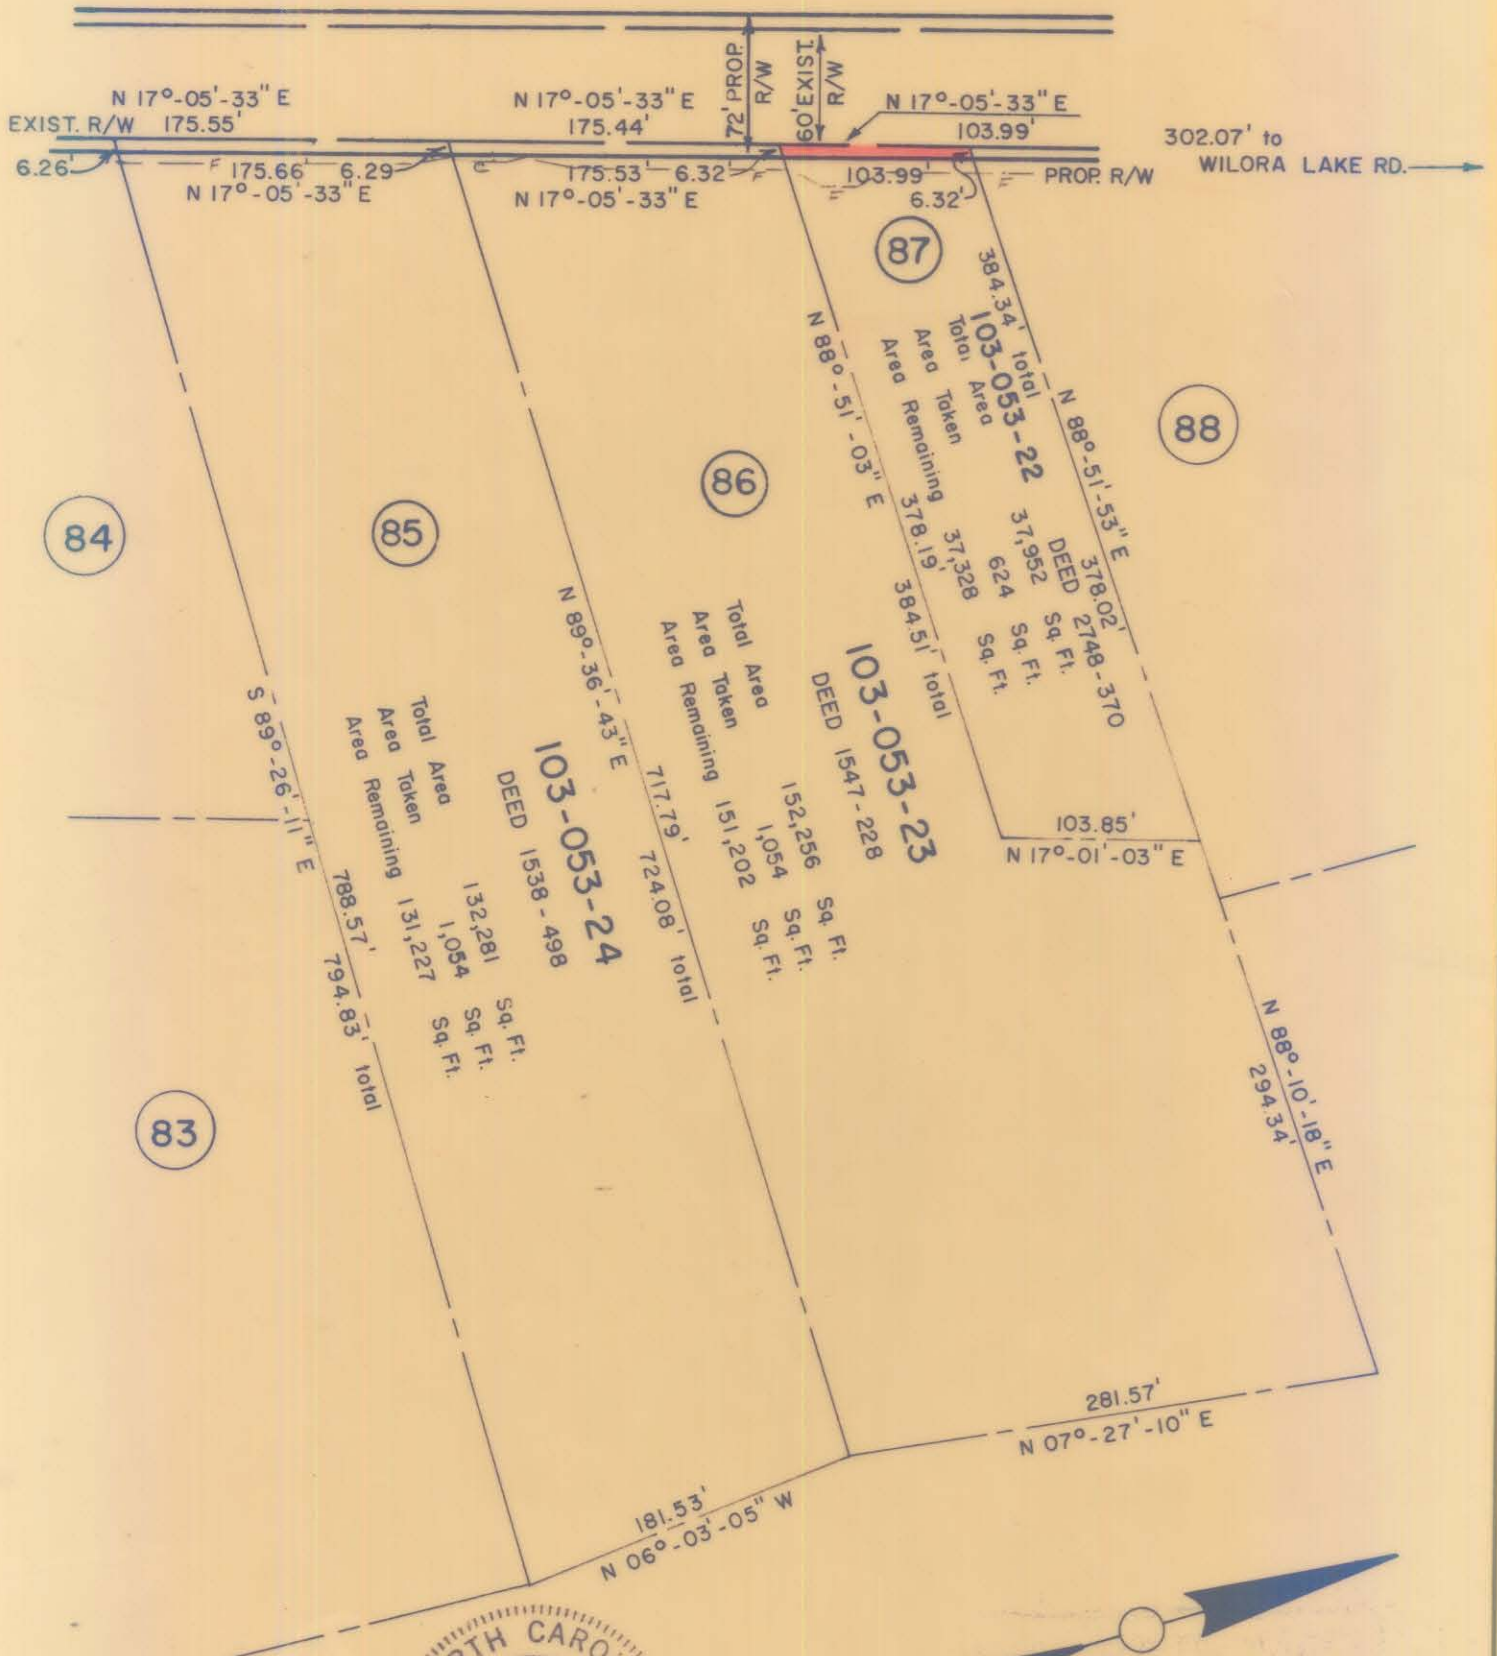 72' PROP.
R/W
60' EXIST
R/W
N 17°-05'-33" E
N 17°-05'-33" E
N 17°-05'-33" E
EXIST. R/W 175.55'
175.44'
103.99'
302.07' to
WILORA LAKE RD.
6.26'
175.66' 6.29
175.53' 6.32'
103.99'
PROP. R/W
N 17°-05'-33" E
N 17°-05'-33" E
6.32'
87
384.34' total
103-053-22
N 88°-51'-53" E
378.02'
DEED 2748-370
Total Area 37,952 Sq. Ft.
Area Taken 624 Sq. Ft.
Area Remaining 37,328 Sq. Ft.
N 88°-51'-03" E
378.19'
384.51' total
88
86
103-053-23
DEED 1547-228
Total Area 152,256 Sq. Ft.
Area Taken 1,054 Sq. Ft.
Area Remaining 151,202 Sq. Ft.
84
85
N 89°-36'-43" E
717.79'
724.08' total
103-053-24
DEED 1538-498
Total Area 132,281 Sq. Ft.
Area Taken 1,054 Sq. Ft.
Area Remaining 131,227 Sq. Ft.
S 89°-26'-11" E
788.57'
794.83' total
103.85'
N 17°-01'-03" E
N 88°-10'-18" E
294.34'
83
281.57'
N 07°-27'-10" E
181.53'
N 06°-03'-05" W
RTH CARO